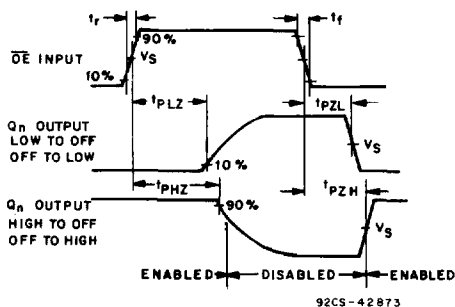 tr
tf
90%
OE INPUT
VS
10%
tPLZ
tPZL
Qn OUTPUT
LOW TO OFF
OFF TO LOW
VS
10%
tPHZ
tPZH
Qn OUTPUT
HIGH TO OFF
OFF TO HIGH
90%
VS
ENABLED DISABLED ENABLED
92CS-42873